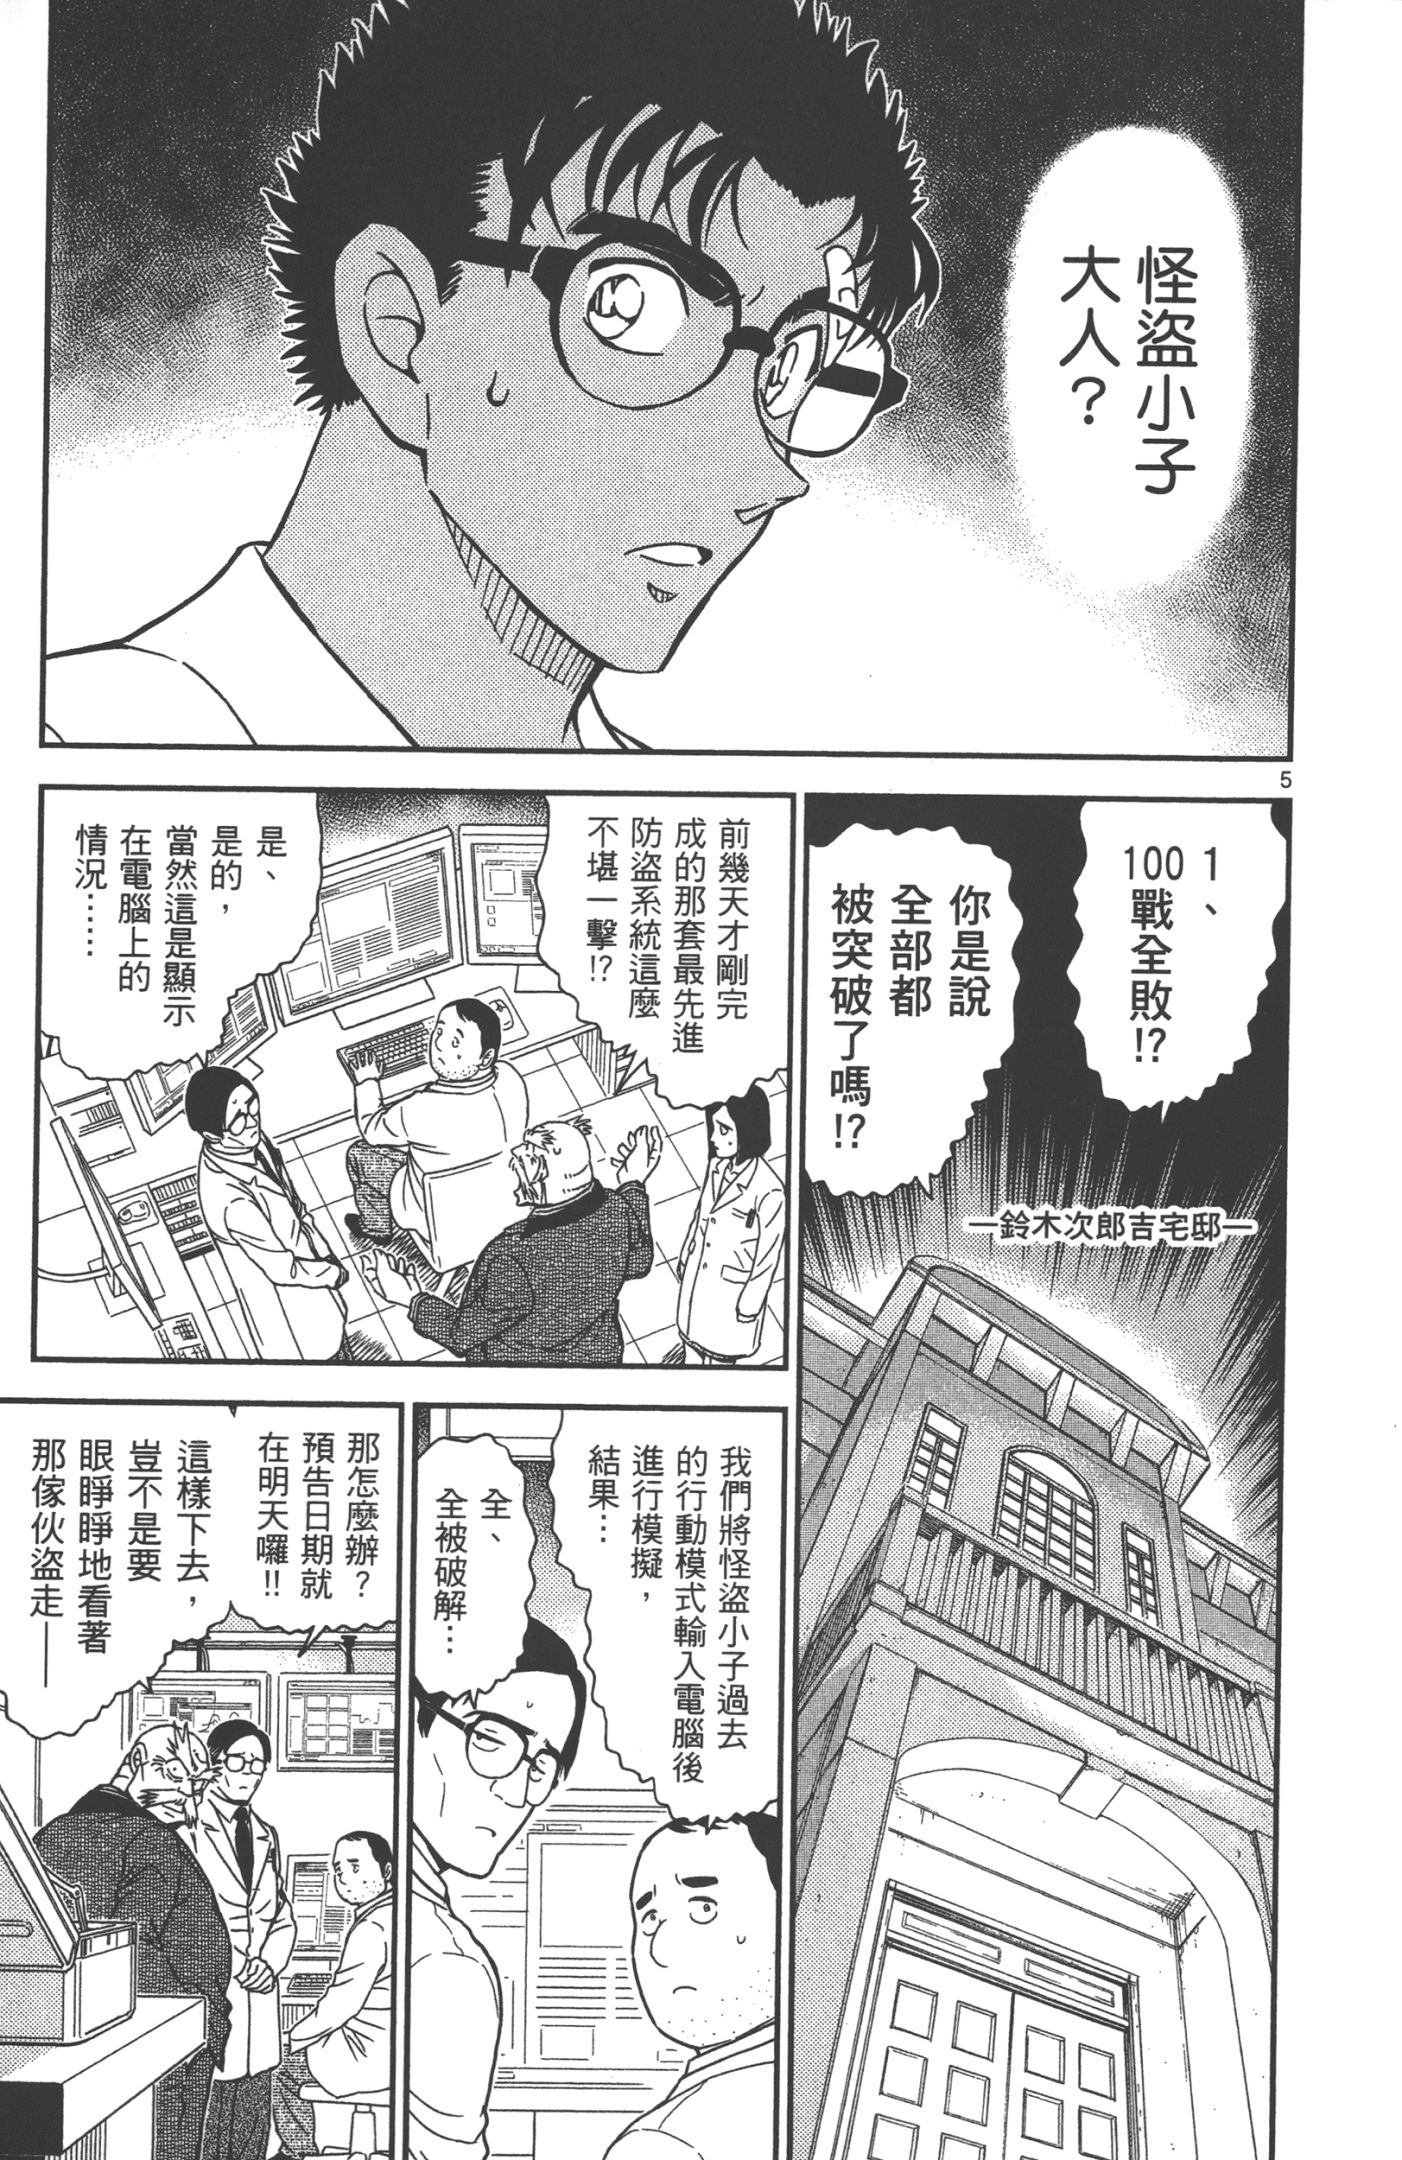 怪盜小子
大人？
5
1、
100戰全敗!?
你是說
全部都
被突破了嗎!?
—鈴木次郎吉宅邸—
前幾天才剛完
成的那套最先進
防盜系統這麼
不堪一擊!?
是、
是的，
當然這是顯示
在電腦上的
情況……
我們將怪盜小子過去
的行動模式輸入電腦後
進行模擬，
結果…
全、
全被破解…
那怎麼辦？
預告日期就
在明天囉!!
這樣下去，
豈不是要
眼睜睜地看著
那傢伙盜走——